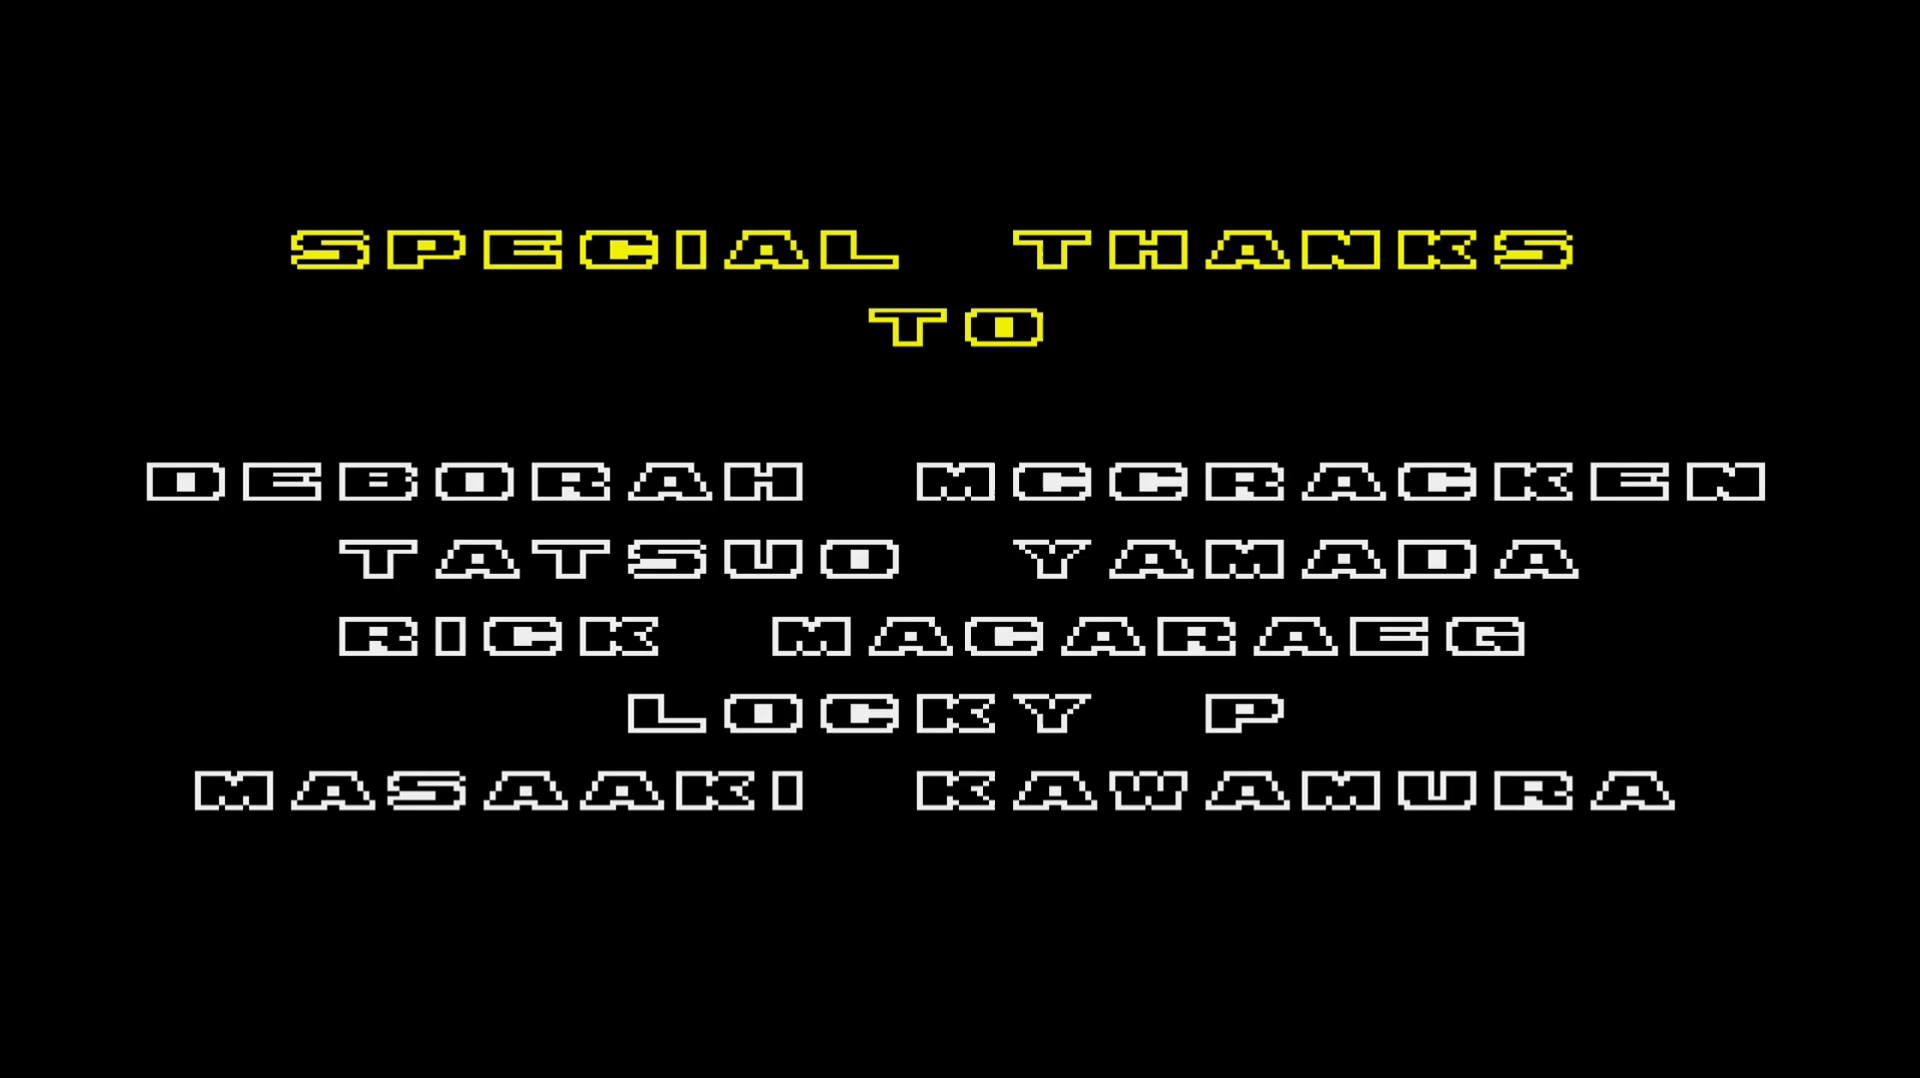 SPECIAL THANKS
TO
DEBORAH MCCRACKEN
TATSUO YAMADA
RICK MACARAEG
LOCKY P
MASAAKI KAWAMURA